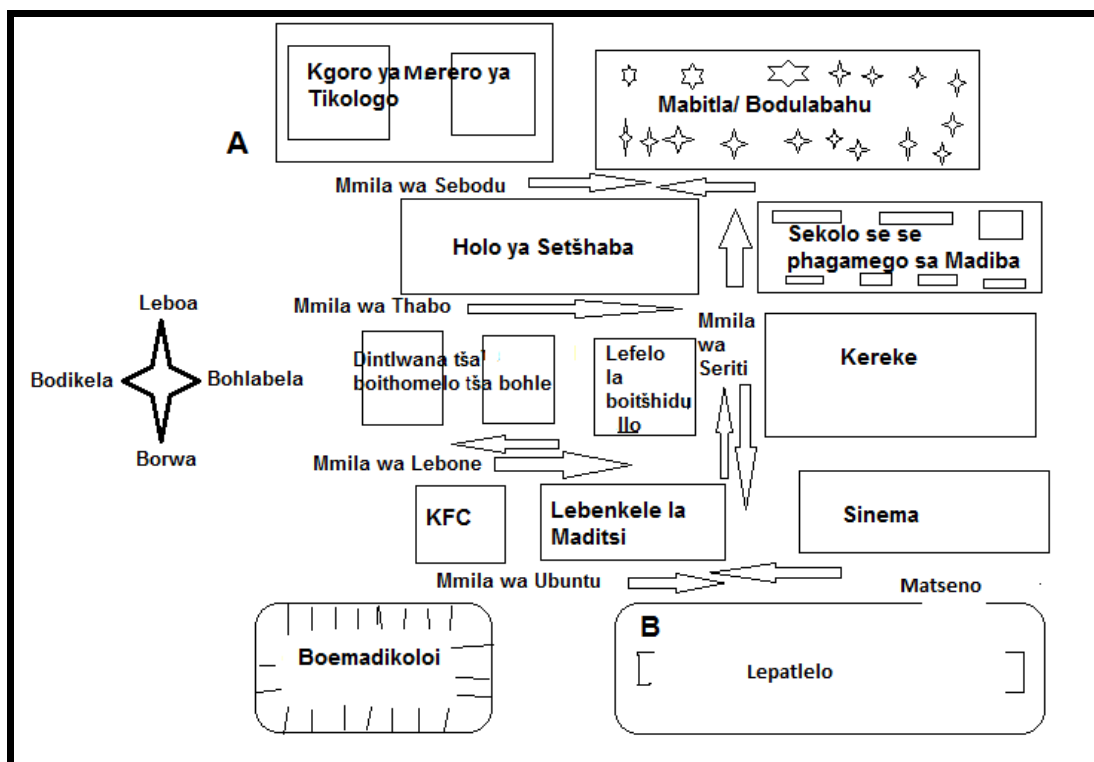 Kgoro ya Merero ya
Tikologo
Mabitla/ Bodulabahu
A
Mmila wa Sebodu
Holo ya Setšhaba
Sekolo se se
phagamego sa Madiba
Mmila wa Thabo
Mmila
wa
Seriti
Leboa
Bodikela
Bohlabela
Borwa
Dintlwana tša
boithomelo tša bohle
Lefelo
la
boitšhidu
llo
Kereke
Mmila wa Lebone
KFC
Lebenkele la
Maditsi
Sinema
Mmila wa Ubuntu
Matseno
B
Boemadikoloi
Lepatlelo